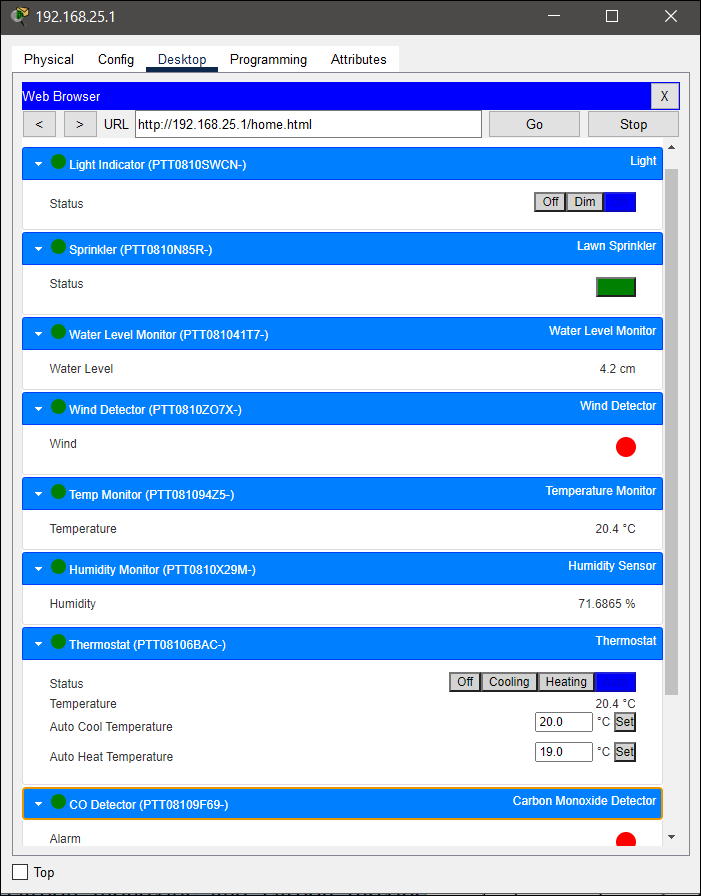 192.168.25.1
Physical Config Desktop Programming Attributes
Web Browser X
< > URL http://192.168.25.1/home.html Go Stop
Light Indicator (PTT0810SWCN-) Light
Status Off Dim
Sprinkler (PTT0810N85R-) Lawn Sprinkler
Status
Water Level Monitor (PTT081041T7-) Water Level Monitor
Water Level 4.2 cm
Wind Detector (PTT0810ZO7X-) Wind Detector
Wind
Temp Monitor (PTT081094Z5-) Temperature Monitor
Temperature 20.4 °C
Humidity Monitor (PTT0810X29M-) Humidity Sensor
Humidity 71.6865 %
Thermostat (PTT08106BAC-) Thermostat
Status Off Cooling Heating
Temperature 20.4 °C
Auto Cool Temperature 20.0 °C Set
Auto Heat Temperature 19.0 °C Set
CO Detector (PTT08109F69-) Carbon Monoxide Detector
Alarm
Top